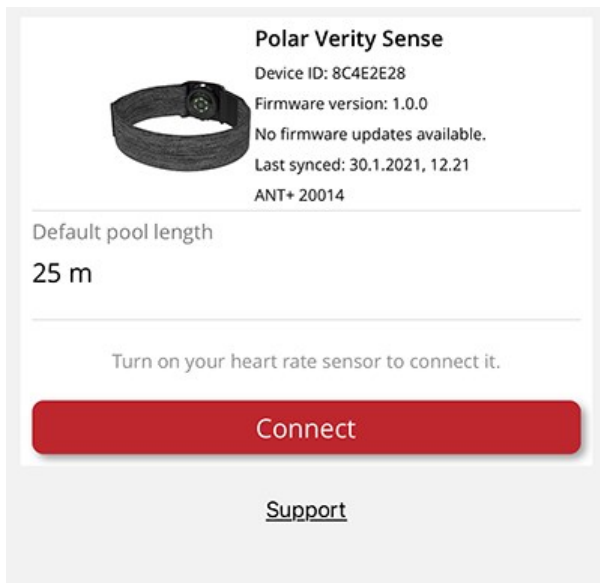 Polar Verity Sense
Device ID: 8C4E2E28
Firmware version: 1.0.0
No firmware updates available.
Last synced: 30.1.2021, 12.21
ANT+ 20014
Default pool length
25 m
Turn on your heart rate sensor to connect it.
Connect
Support